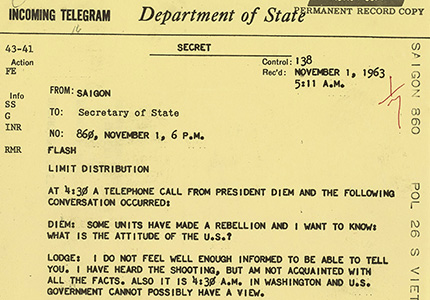 INCOMING TELEGRAM Department of State PERMANENT RECORD COPY
16
43-41 SECRET
Action Control: 138
FE Rec'd: NOVEMBER 1, 1963
5:11 A.M.
Info FROM: SAIGON
SS
G TO: Secretary of State
INR NO: 860, NOVEMBER 1, 6 P.M.
RMR FLASH
LIMIT DISTRIBUTION
AT 4:30 A TELEPHONE CALL FROM PRESIDENT DIEM AND THE FOLLOWING
CONVERSATION OCCURRED:
DIEM: SOME UNITS HAVE MADE A REBELLION AND I WANT TO KNOW:
WHAT IS THE ATTITUDE OF THE U.S.?
LODGE: I DO NOT FEEL WELL ENOUGH INFORMED TO BE ABLE TO TELL
YOU. I HAVE HEARD THE SHOOTING, BUT AM NOT ACQUAINTED WITH
ALL THE FACTS. ALSO IT IS 4:30 A.M. IN WASHINGTON AND U.S.
GOVERNMENT CANNOT POSSIBLY HAVE A VIEW.
SAIGON 860
POL 26 S VIET